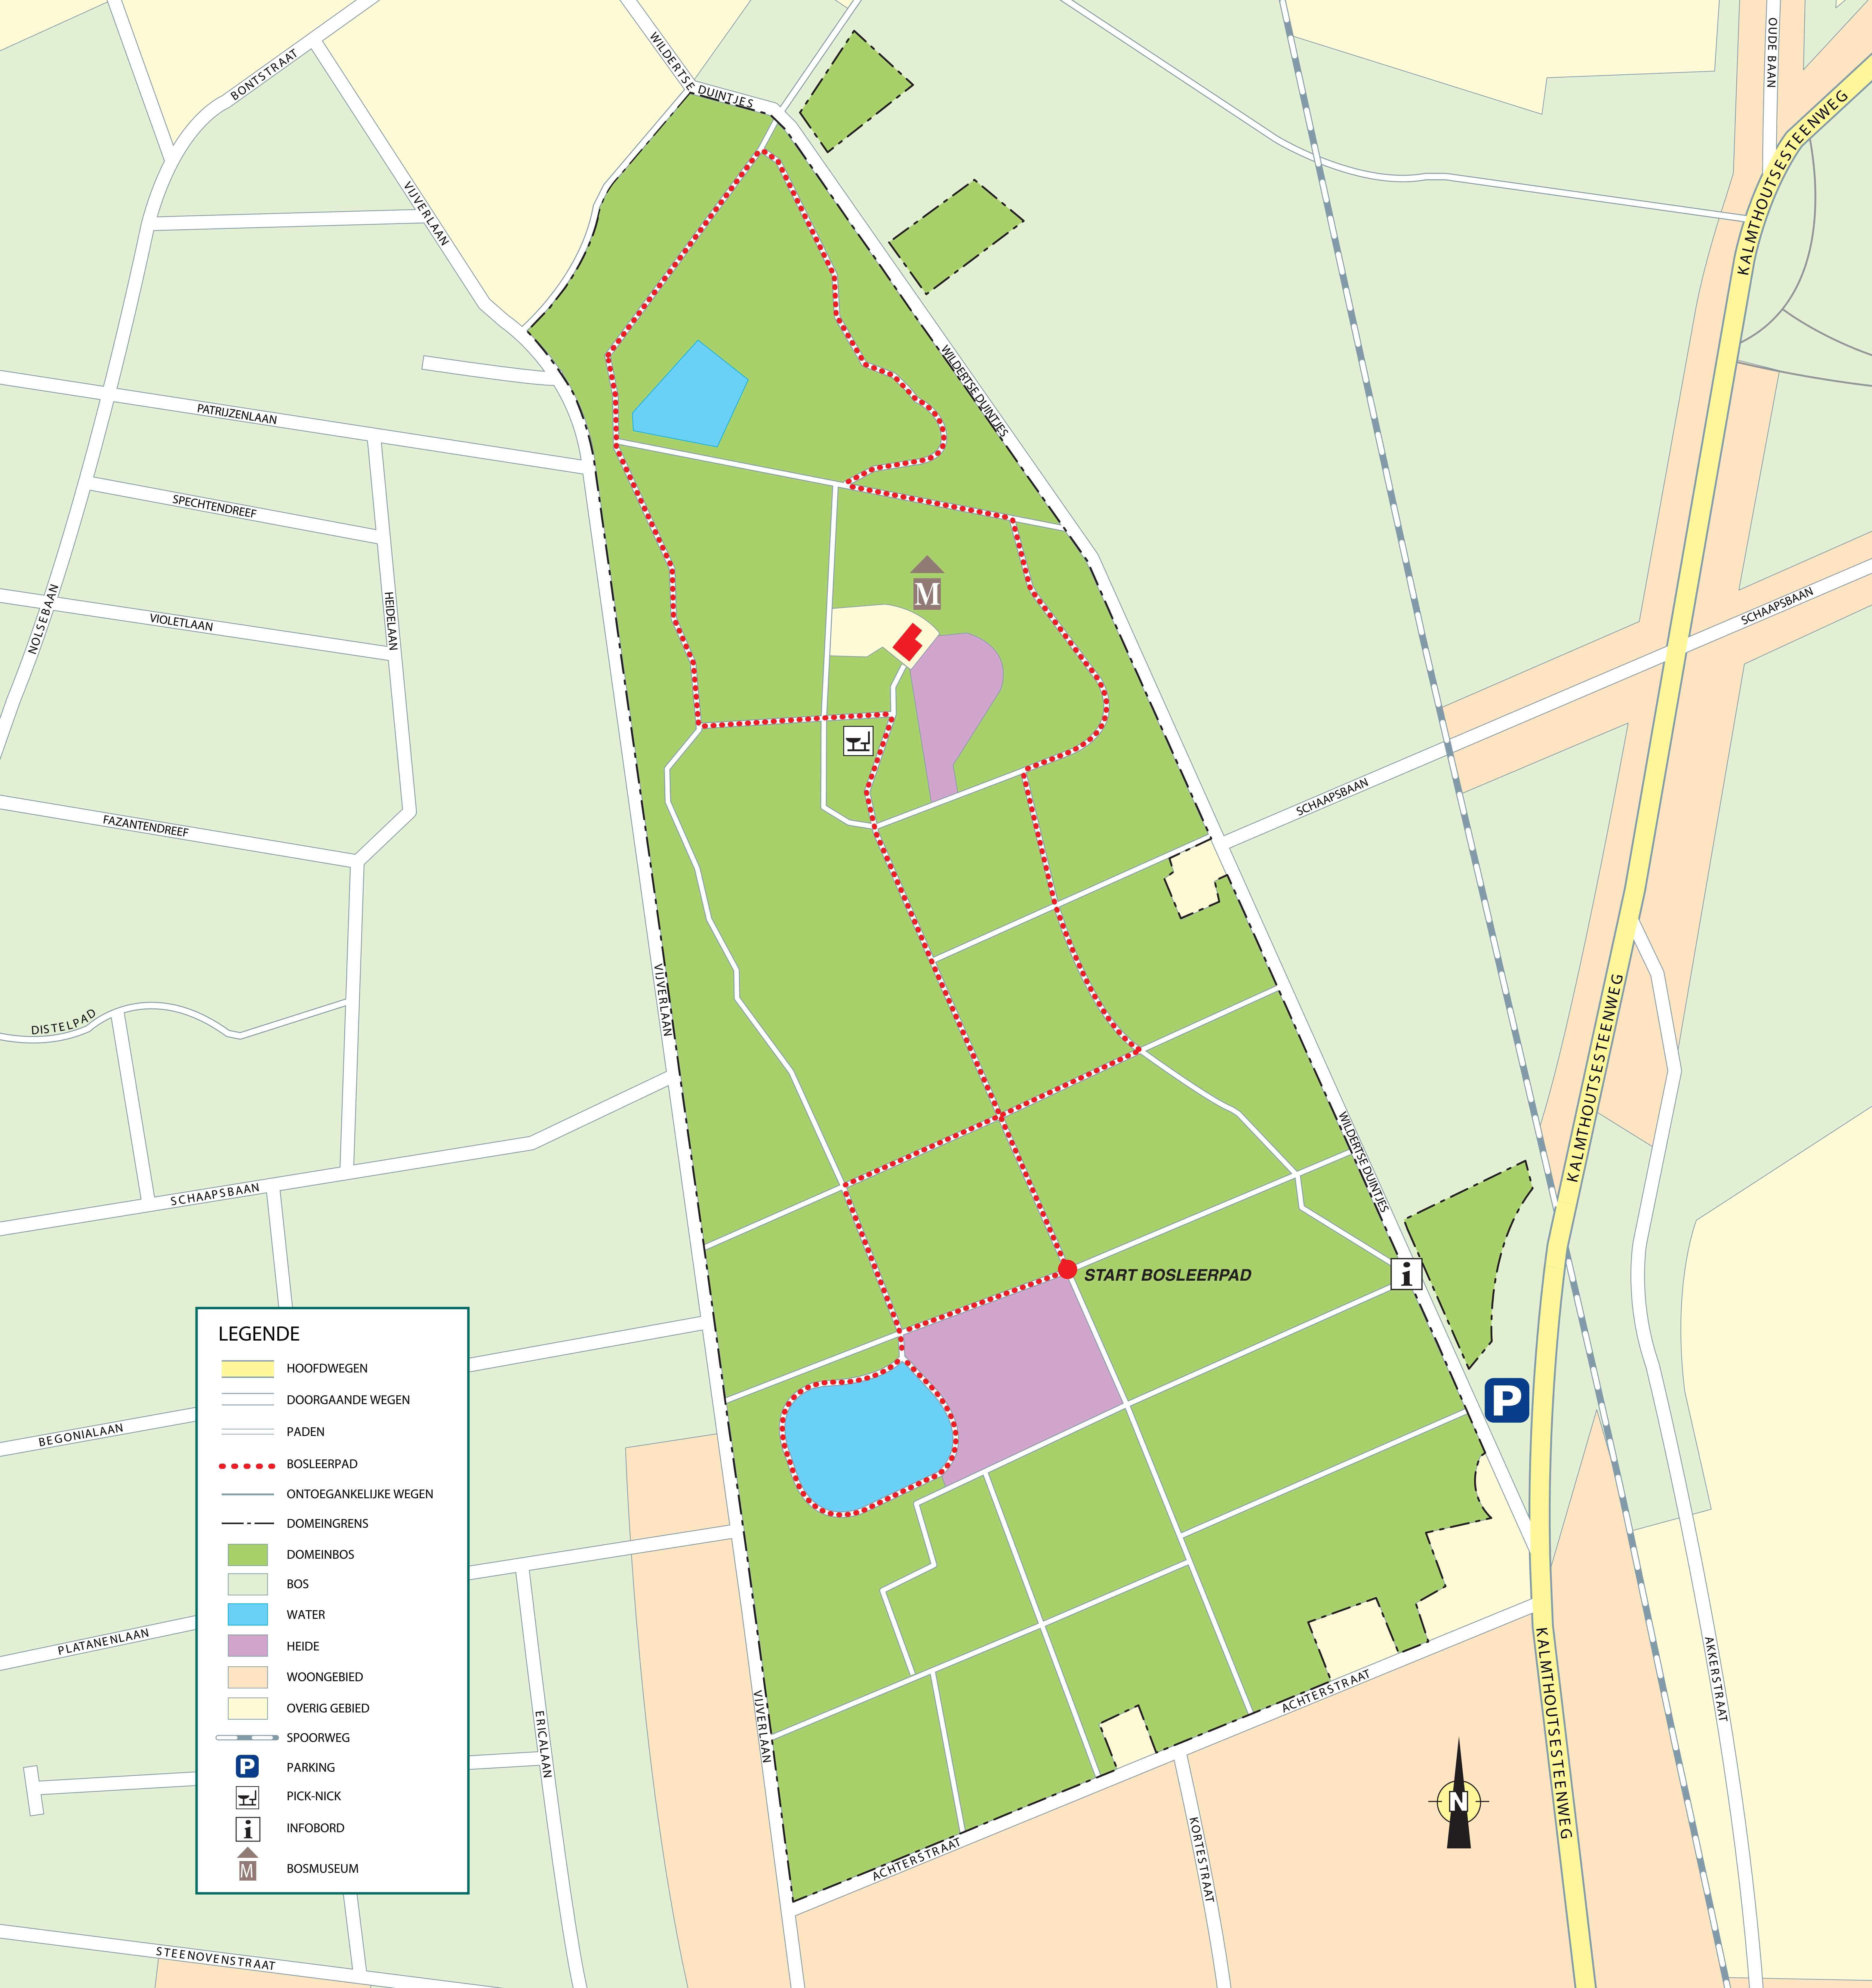 WILDERTSE DUINTJES
OUDE BAAN
BONTSTRAAT
KALMTHOUTSESTEENWEG
VIJVERLAAN
WILDERTSE DUINTJES
PATRIJZENLAAN
SPECHTENDREEF
NOLSEBAAN
HEIDELAAN
VIOLETLAAN
M
SCHAAPSBAAN
SCHAAPSBAAN
FAZANTENDREEF
DISTELPAD
VIJVERLAAN
KALMTHOUTSESTEENWEG
WILDERTSE DUINTJES
SCHAAPSBAAN
START BOSLEERPAD
i
P
BEGONIALAAN
PLATANENLAAN
ERICALAAN
VIJVERLAAN
ACHTERSTRAAT
ACHTERSTRAAT
KORTESTRAAT
KALMTHOUTSESTEENWEG
AKKERSTRAAT
N
STEENOVENSTRAAT
LEGENDE
HOOFDWEGEN
DOORGAANDE WEGEN
PADEN
BOSLEERPAD
ONTOEGANKELIJKE WEGEN
DOMEINGRENS
DOMEINBOS
BOS
WATER
HEIDE
WOONGEBIED
OVERIG GEBIED
SPOORWEG
P PARKING
PICK-NICK
i INFOBORD
M BOSMUSEUM